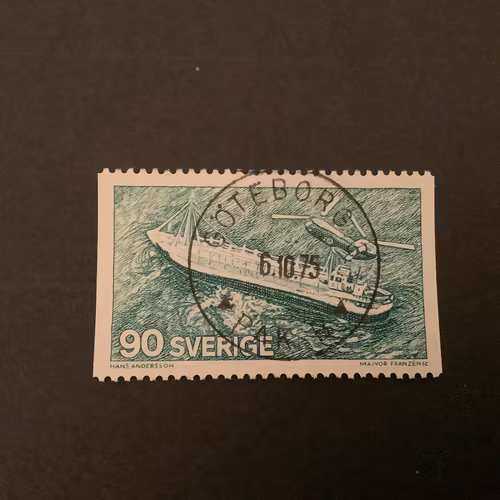 GÖTEBORG
6.10.75
PAK
90 SVERIGE
HANS ANDERSSON
MAJVOR FRANZÉN SC